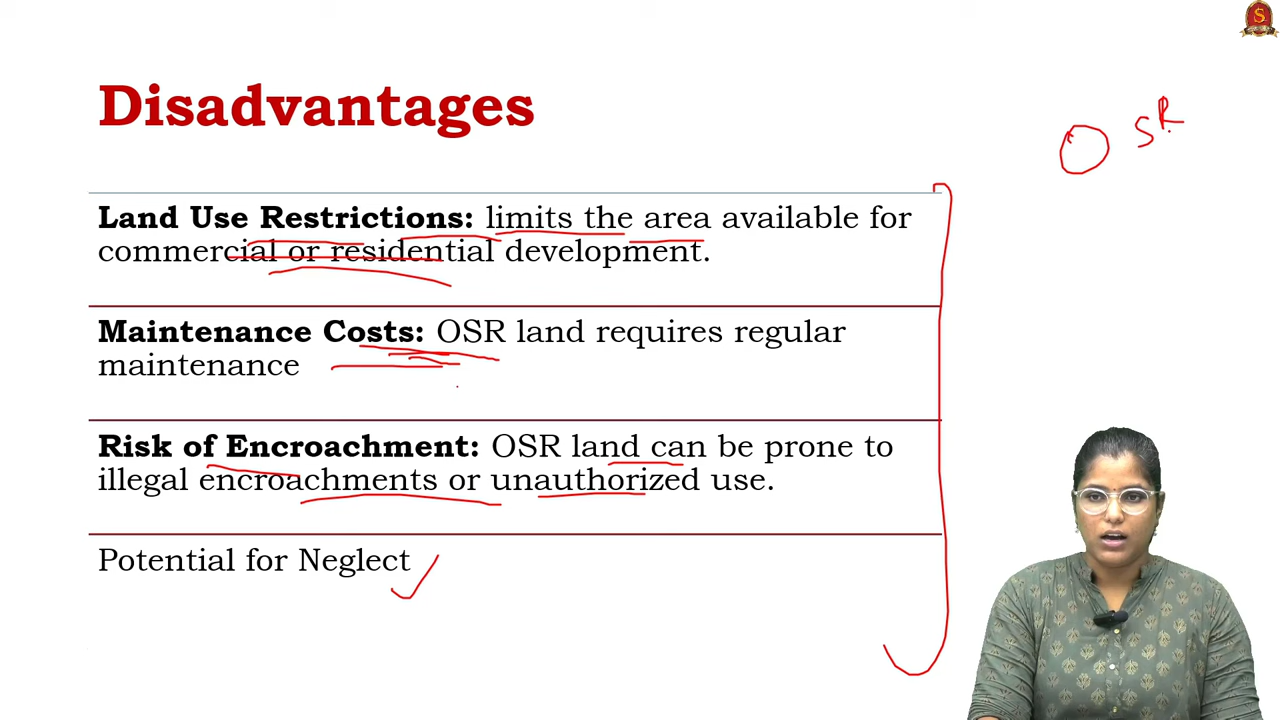 Disadvantages
OSR
Land Use Restrictions: limits the area available for
commercial or residential development.
Maintenance Costs: OSR land requires regular
maintenance
Risk of Encroachment: OSR land can be prone to
illegal encroachments or unauthorized use.
Potential for Neglect
S